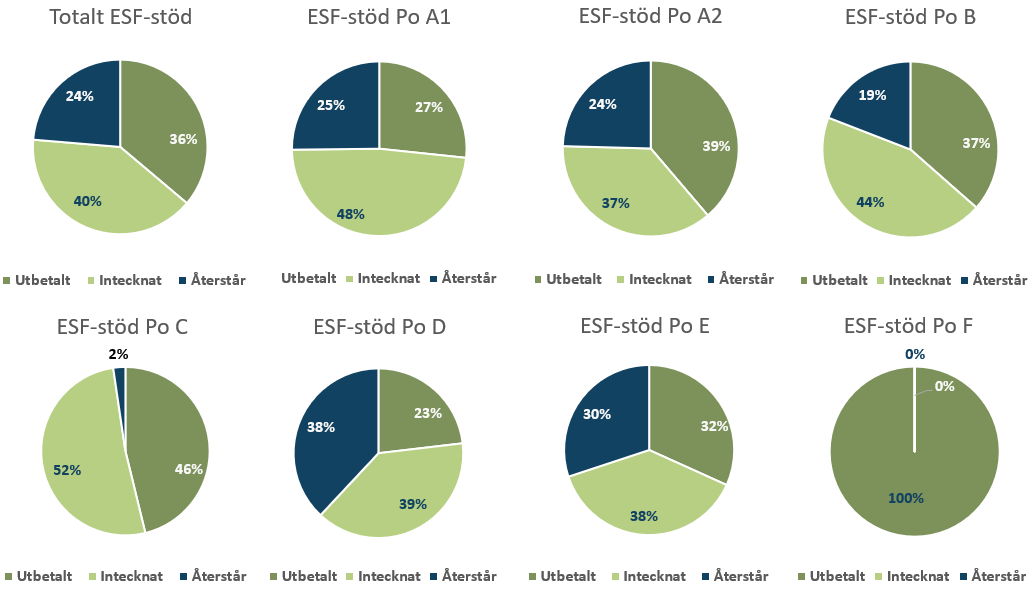 Totalt ESF-stöd
24%
36%
40%
Utbetalt Intecknat Återstår
ESF-stöd Po A1
25%
27%
48%
Utbetalt Intecknat Återstår
ESF-stöd Po A2
24%
39%
37%
Utbetalt Intecknat Återstår
ESF-stöd Po B
19%
37%
44%
Utbetalt Intecknat Återstår
ESF-stöd Po C
2%
52%
46%
Utbetalt Intecknat Återstår
ESF-stöd Po D
23%
38%
39%
Utbetalt Intecknat Återstår
ESF-stöd Po E
30%
32%
38%
Utbetalt Intecknat Återstår
ESF-stöd Po F
0%
0%
100%
Utbetalt Intecknat Återstår